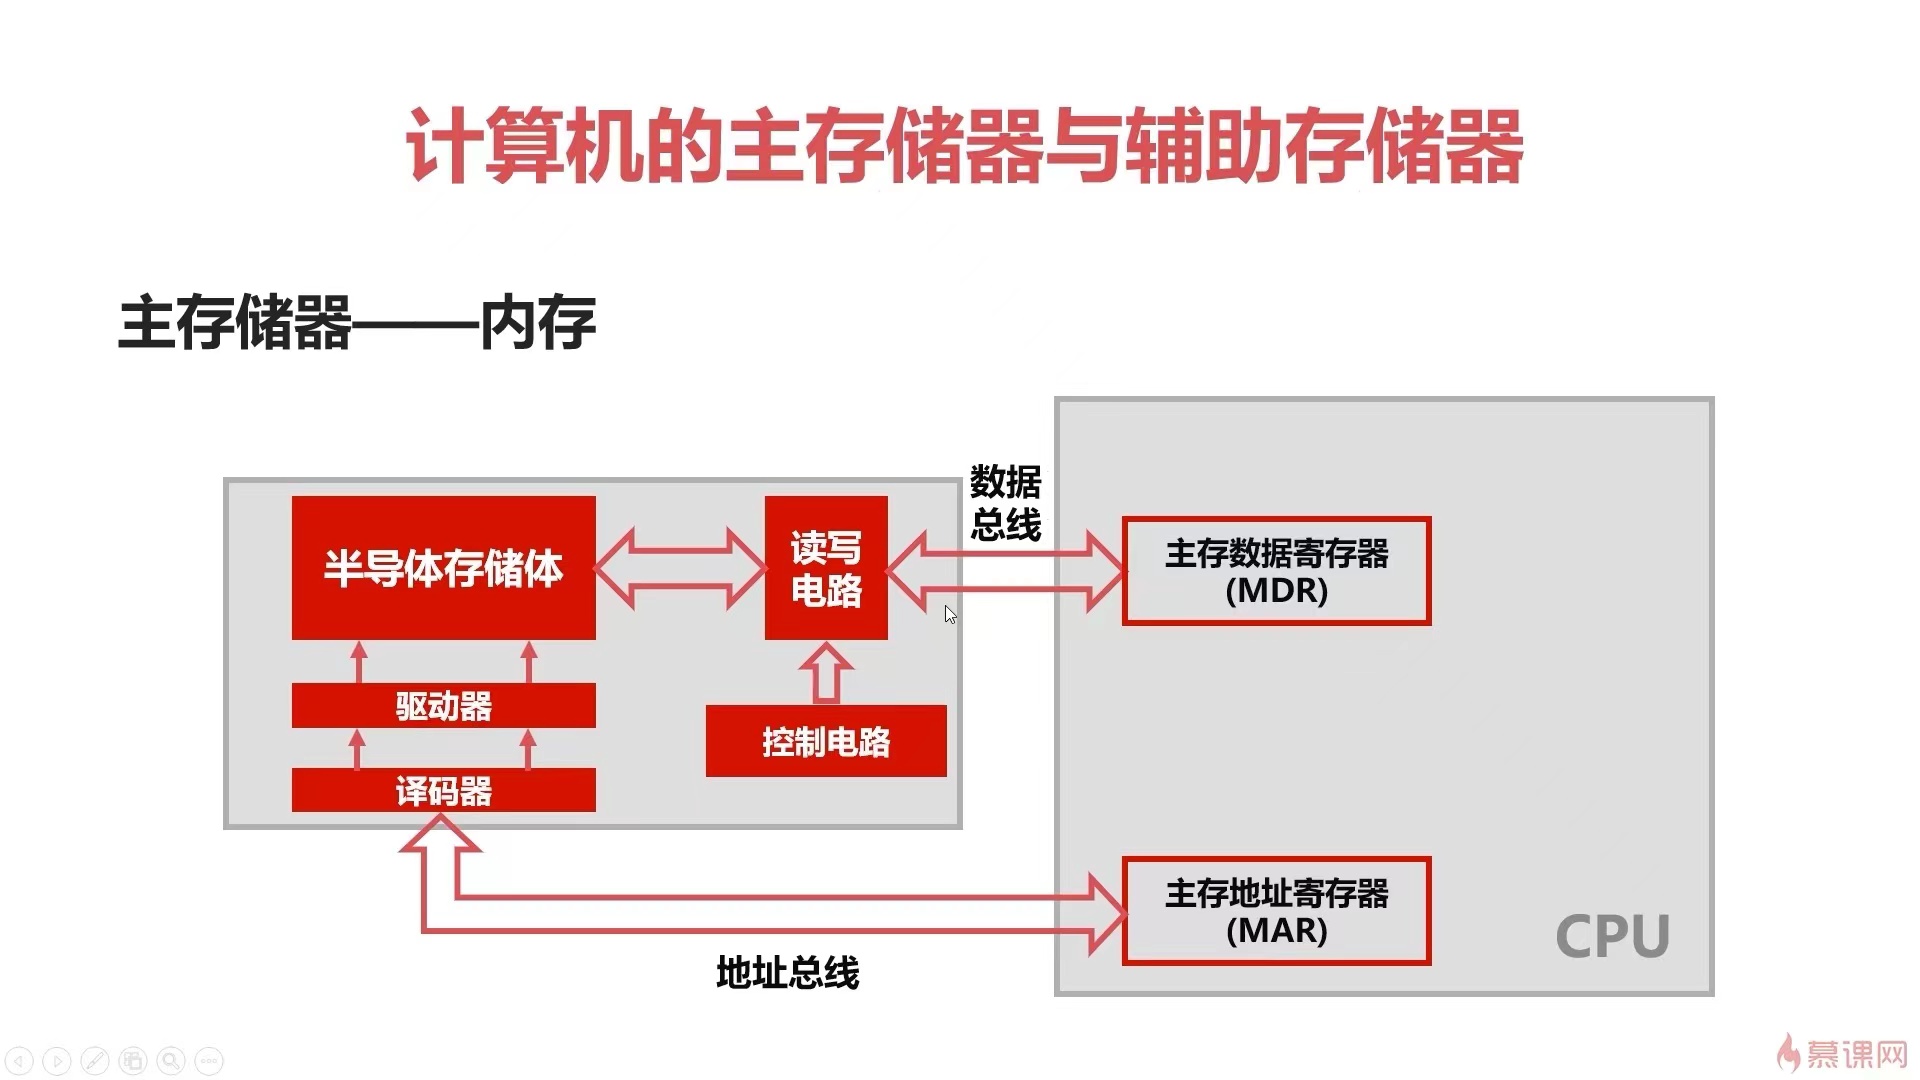 计算机的主存储器与辅助存储器
主存储器——内存
数据
总线
半导体存储体
读写
电路
主存数据寄存器
(MDR)
驱动器
控制电路
译码器
主存地址寄存器
(MAR)
CPU
地址总线
慕课网